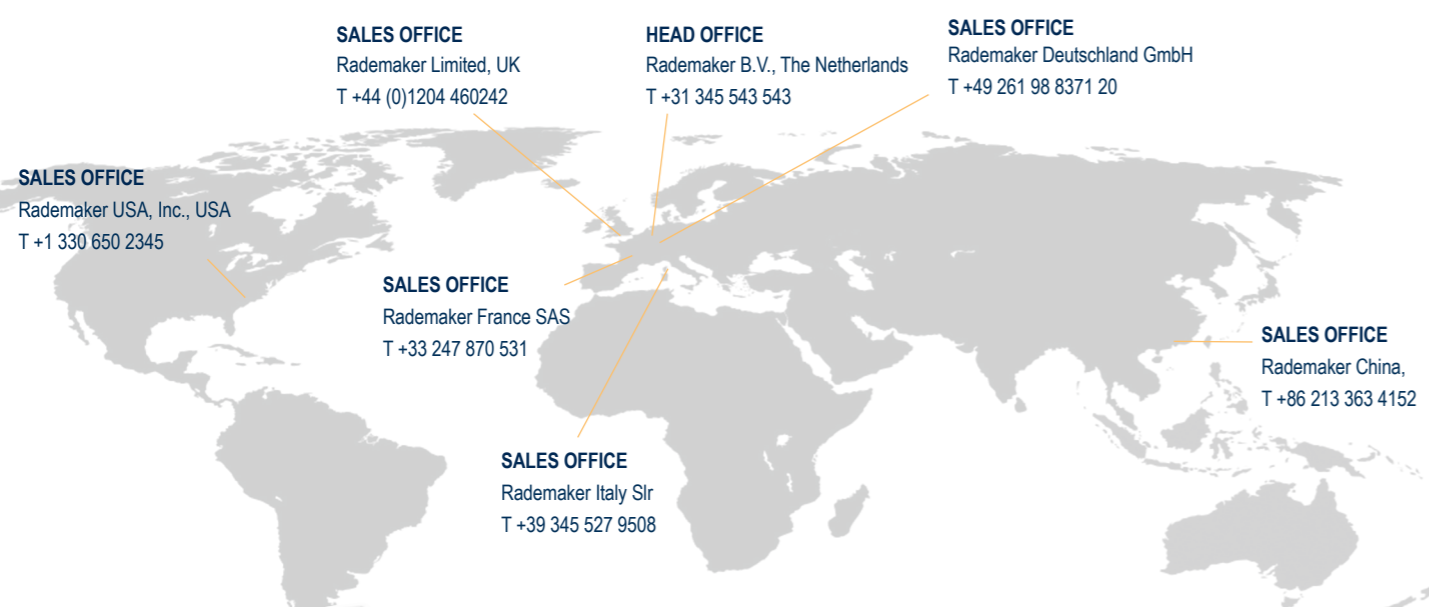 SALES OFFICE
Rademaker Limited, UK
T +44 (0)1204 460242
HEAD OFFICE
Rademaker B.V., The Netherlands
T +31 345 543 543
SALES OFFICE
Rademaker Deutschland GmbH
T +49 261 98 8371 20
SALES OFFICE
Rademaker USA, Inc., USA
T +1 330 650 2345
SALES OFFICE
Rademaker France SAS
T +33 247 870 531
SALES OFFICE
Rademaker China,
T +86 213 363 4152
SALES OFFICE
Rademaker Italy Slr
T +39 345 527 9508